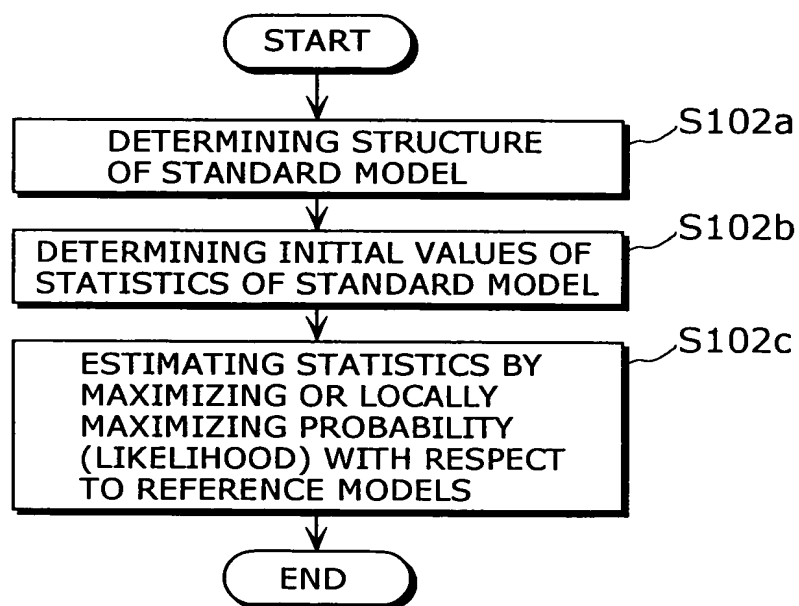 START
DETERMINING STRUCTURE
OF STANDARD MODEL
S102a
DETERMINING INITIAL VALUES OF
STATISTICS OF STANDARD MODEL
S102b
ESTIMATING STATISTICS BY
MAXIMIZING OR LOCALLY
MAXIMIZING PROBABILITY
(LIKELIHOOD) WITH RESPECT
TO REFERENCE MODELS
S102c
END